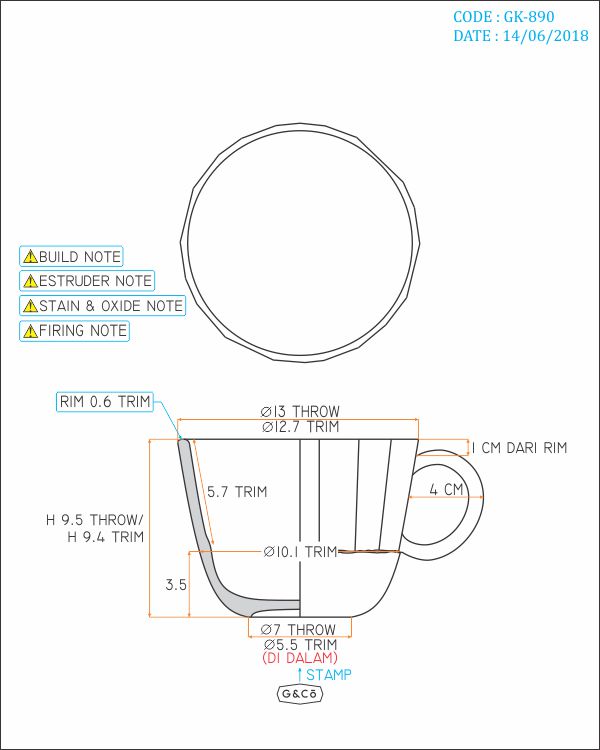 CODE : GK-890
DATE : 14/06/2018
BUILD NOTE
ESTRUDER NOTE
STAIN & OXIDE NOTE
FIRING NOTE
RIM 0.6 TRIM
Ø13 THROW
Ø12.7 TRIM
1 CM DARI RIM
5.7 TRIM
4 CM
H 9.5 THROW/
H 9.4 TRIM
Ø10.1 TRIM
3.5
Ø7 THROW
Ø5.5 TRIM
(DI DALAM)
STAMP
G&Cō